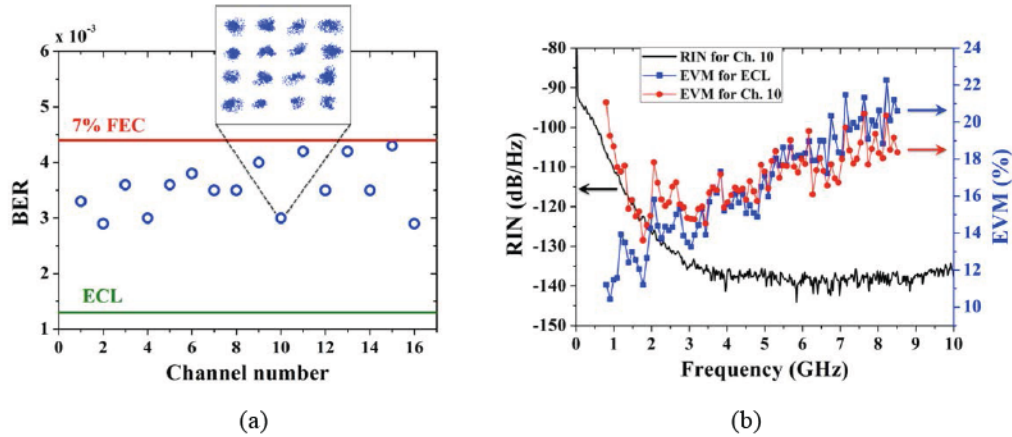 x 10⁻³
6
5
4
3
2
1
7% FEC
ECL
BER
0 2 4 6 8 10 12 14 16
Channel number
(a)
-80
-90
-100
-110
-120
-130
-140
-150
RIN (dB/Hz)
RIN for Ch. 10
EVM for ECL
EVM for Ch. 10
24
22
20
18
16
14
12
10
EVM (%)
0 1 2 3 4 5 6 7 8 9 10
Frequency (GHz)
(b)